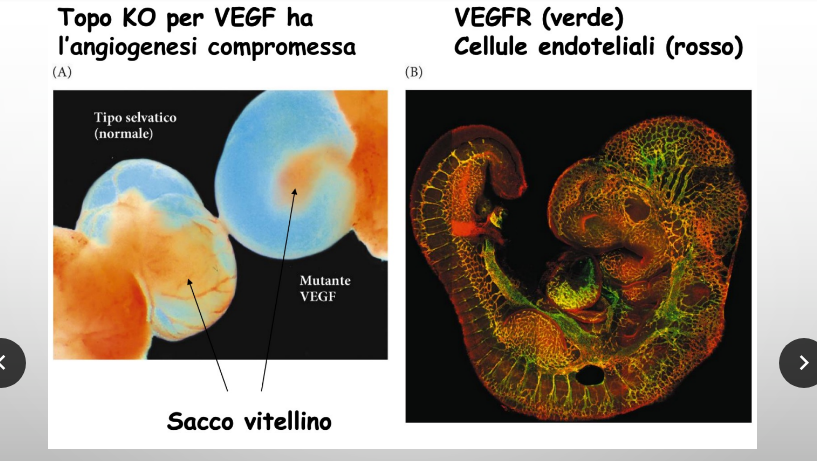 Topo KO per VEGF ha
l'angiogenesi compromessa
VEGFR (verde)
Cellule endoteliali (rosso)
(A)
(B)
Tipo selvatico
(normale)
Mutante
VEGF
Sacco vitellino